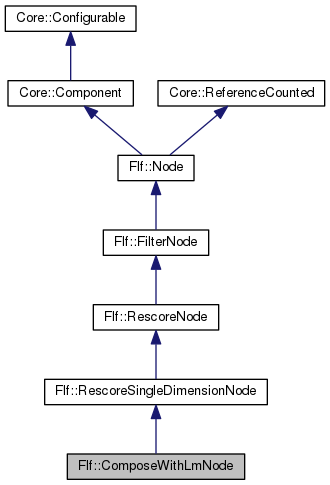 Core::Configurable
Core::Component
Core::ReferenceCounted
Flf::Node
Flf::FilterNode
Flf::RescoreNode
Flf::RescoreSingleDimensionNode
Flf::ComposeWithLmNode